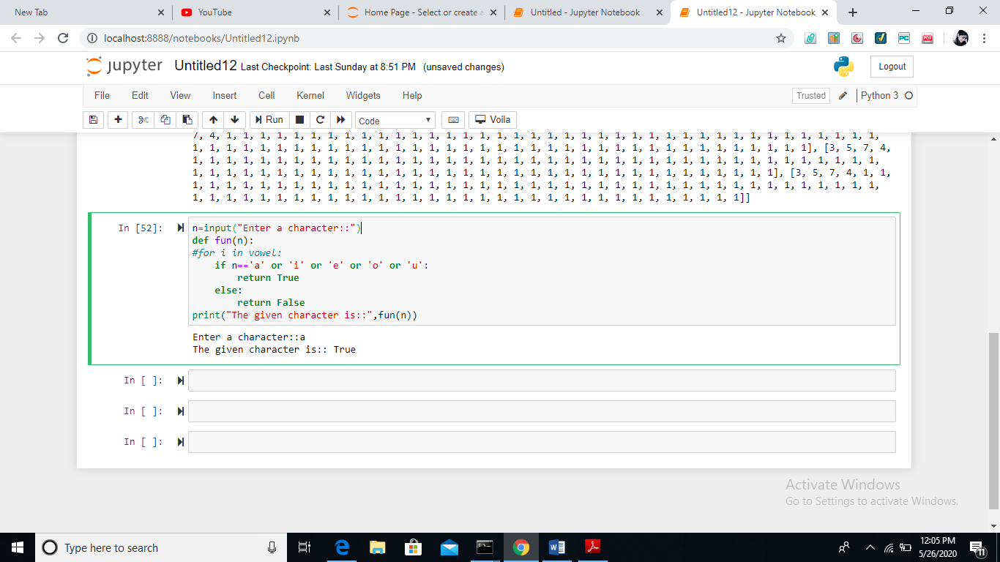 New Tab
YouTube
Home Page - Select or create a
Untitled - Jupyter Notebook
Untitled12 - Jupyter Notebook
localhost:8888/notebooks/Untitled12.ipynb
PC
PDF
jupyter Untitled12 Last Checkpoint: Last Sunday at 8:51 PM (unsaved changes)
Logout
File Edit View Insert Cell Kernel Widgets Help
Trusted Python 3
Run Code Voila
7, 4, 1, 1, 1, 1, 1, 1, 1, 1, 1, 1, 1, 1, 1, 1, 1, 1, 1, 1, 1, 1, 1, 1, 1, 1, 1, 1, 1, 1, 1, 1, 1, 1, 1, 1, 1, 1, 1, 1, 1,
1, 1, 1, 1, 1, 1, 1, 1, 1, 1, 1, 1, 1, 1, 1, 1, 1, 1, 1, 1, 1, 1, 1, 1, 1, 1, 1, 1, 1, 1, 1, 1, 1, 1, 1, 1, 1], [3, 5, 7, 4,
1, 1, 1, 1, 1, 1, 1, 1, 1, 1, 1, 1, 1, 1, 1, 1, 1, 1, 1, 1, 1, 1, 1, 1, 1, 1, 1, 1, 1, 1, 1, 1, 1, 1, 1, 1, 1, 1, 1, 1, 1,
1, 1, 1, 1, 1, 1, 1, 1, 1, 1, 1, 1, 1, 1, 1, 1, 1, 1, 1, 1, 1, 1, 1, 1, 1, 1, 1, 1, 1, 1, 1, 1, 1, 1, 1], [3, 5, 7, 4, 1, 1,
1, 1, 1, 1, 1, 1, 1, 1, 1, 1, 1, 1, 1, 1, 1, 1, 1, 1, 1, 1, 1, 1, 1, 1, 1, 1, 1, 1, 1, 1, 1, 1, 1, 1, 1, 1, 1, 1, 1, 1, 1,
1, 1, 1, 1, 1, 1, 1, 1, 1, 1, 1, 1, 1, 1, 1, 1, 1, 1, 1, 1, 1, 1, 1, 1, 1, 1, 1, 1, 1, 1, 1, 1, 1]]
In [52]:
n=input("Enter a character::")
def fun(n):
#for i in vowel:
    if n=='a' or 'i' or 'e' or 'o' or 'u':
        return True
    else:
        return False
print("The given character is::",fun(n))
Enter a character::a
The given character is:: True
In [ ]:
In [ ]:
In [ ]:
Activate Windows
Go to Settings to activate Windows.
Type here to search
12:05 PM
5/26/2020
11